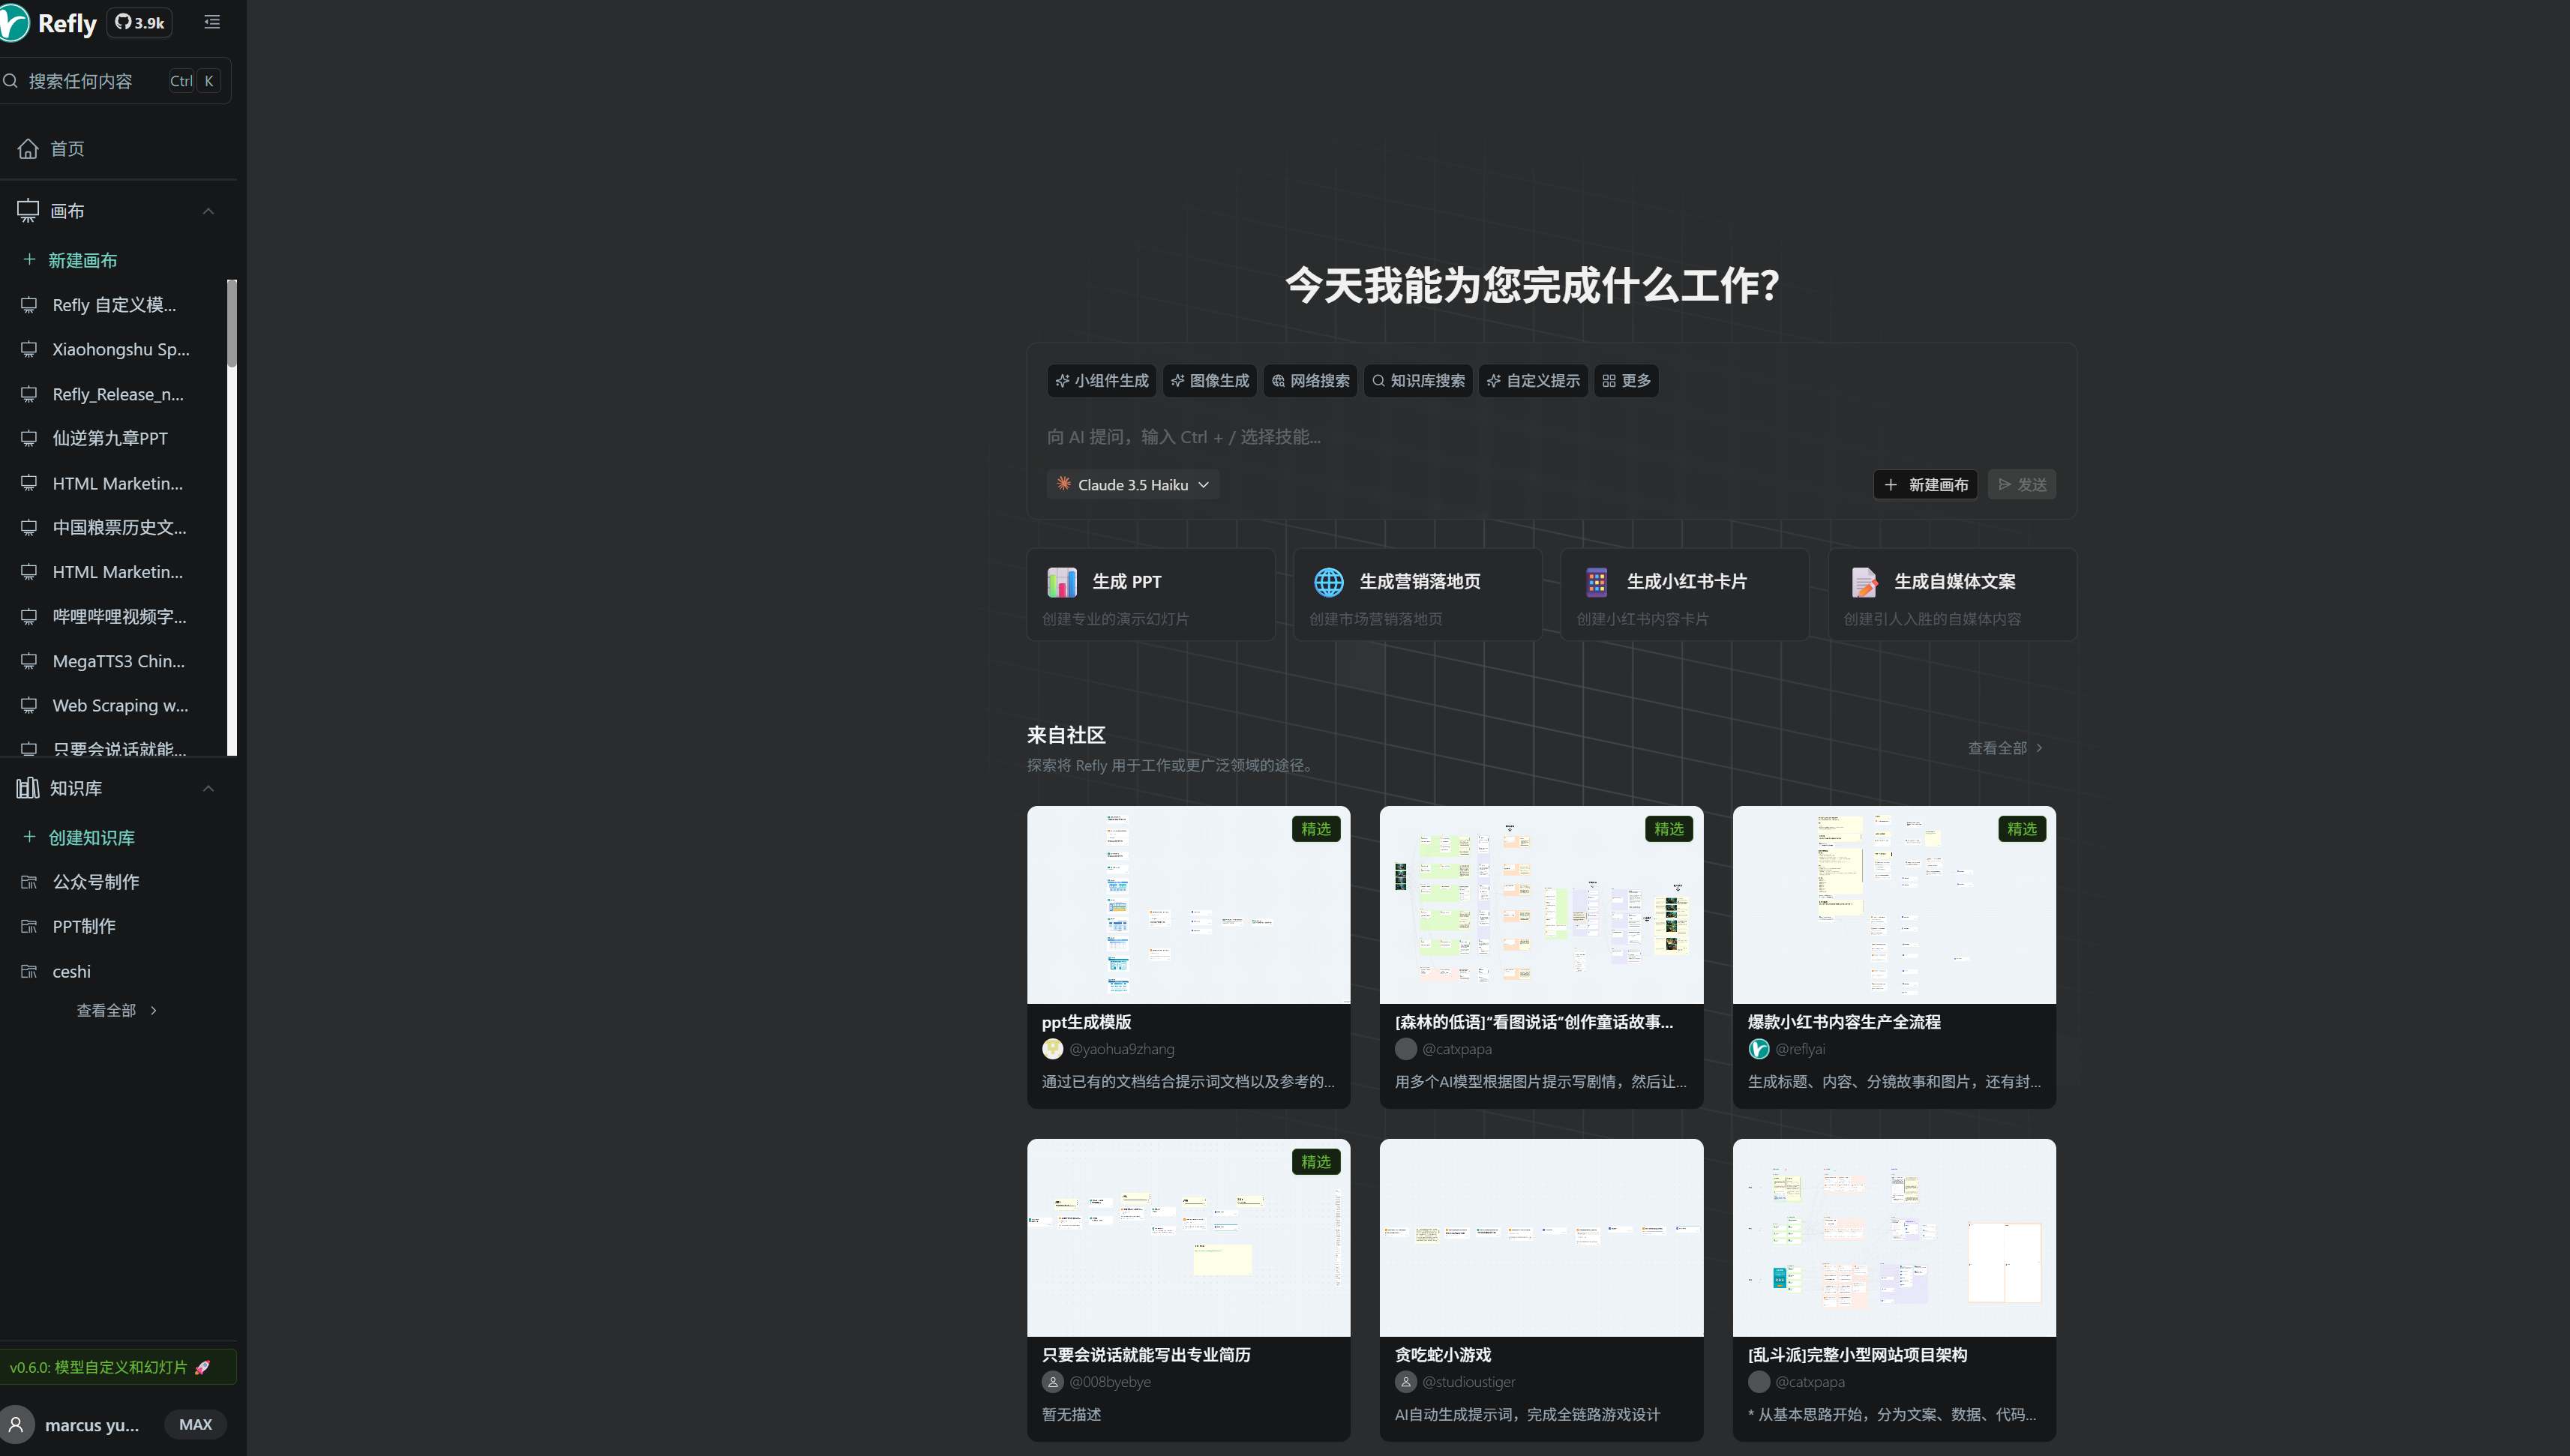 Refly
3.9k
搜索任何内容 Ctrl K
首页
画布
新建画布
Refly 自定义模...
Xiaohongshu Sp...
Refly_Release_n...
仙逆第九章PPT
HTML Marketin...
中国粮票历史文...
HTML Marketin...
哔哩哔哩视频字...
MegaTTS3 Chin...
Web Scraping w...
只要会说话就能...
知识库
创建知识库
公众号制作
PPT制作
ceshi
查看全部
v0.6.0: 模型自定义和幻灯片 🚀
marcus yu... MAX
今天我能为您完成什么工作?
小组件生成 图像生成 网络搜索 知识库搜索 自定义提示 更多
向 AI 提问，输入 Ctrl + / 选择技能...
Claude 3.5 Haiku
新建画布 发送
生成 PPT
创建专业的演示幻灯片
生成营销落地页
创建市场营销落地页
生成小红书卡片
创建小红书内容卡片
生成自媒体文案
创建引人入胜的自媒体内容
来自社区
探索将 Refly 用于工作或更广泛领域的途径。
查看全部
精选
ppt生成模版
@yaohua9zhang
通过已有的文档结合提示词文档以及参考的...
精选
[森林的低语]“看图说话”创作童话故事...
@catxpapa
用多个AI模型根据图片提示写剧情，然后让...
精选
爆款小红书内容生产全流程
@reflyai
生成标题、内容、分镜故事和图片，还有封...
精选
只要会说话就能写出专业简历
@008byebye
暂无描述
贪吃蛇小游戏
@studioustiger
AI自动生成提示词，完成全链路游戏设计
[乱斗派]完整小型网站项目架构
@catxpapa
* 从基本思路开始，分为文案、数据、代码...